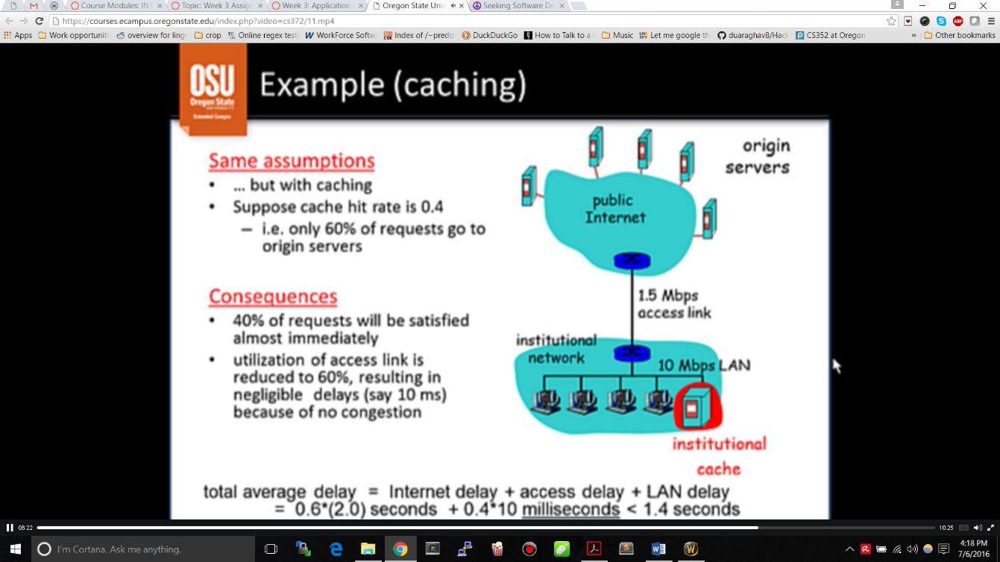 Course Modules: INT
Topic: Week 3 Assign
Week 3: Application
Oregon State Univ
Seeking Software De
https://courses.ecampus.oregonstate.edu/index.php?video=cs372/11.mp4
Apps
Work opportuniti
overview for ling
crop
Online regex teste
WorkForce Softwa
Index of /~predo
DuckDuckGo
How to Talk to a
Music
Let me google th
duaraghav8/Hack
CS352 at Oregon
»
Other bookmarks
OSU
Oregon State
UNIVERSITY
Extended Campus
Example (caching)
Same assumptions
• ... but with caching
• Suppose cache hit rate is 0.4
– i.e. only 60% of requests go to
origin servers
Consequences
• 40% of requests will be satisfied
almost immediately
• utilization of access link is
reduced to 60%, resulting in
negligible delays (say 10 ms)
because of no congestion
origin
servers
public
Internet
1.5 Mbps
access link
institutional
network
10 Mbps LAN
institutional
cache
total average delay = Internet delay + access delay + LAN delay
= 0.6*(2.0) seconds + 0.4*10 milliseconds < 1.4 seconds
08:22
10:25
I'm Cortana. Ask me anything.
4:18 PM
7/6/2016